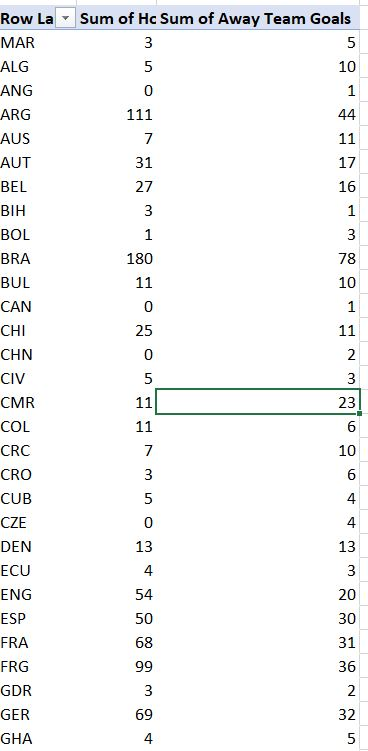 Row La Sum of Hc Sum of Away Team Goals
MAR 3 5
ALG 5 10
ANG 0 1
ARG 111 44
AUS 7 11
AUT 31 17
BEL 27 16
BIH 3 1
BOL 1 3
BRA 180 78
BUL 11 10
CAN 0 1
CHI 25 11
CHN 0 2
CIV 5 3
CMR 11 23
COL 11 6
CRC 7 10
CRO 3 6
CUB 5 4
CZE 0 4
DEN 13 13
ECU 4 3
ENG 54 20
ESP 50 30
FRA 68 31
FRG 99 36
GDR 3 2
GER 69 32
GHA 4 5